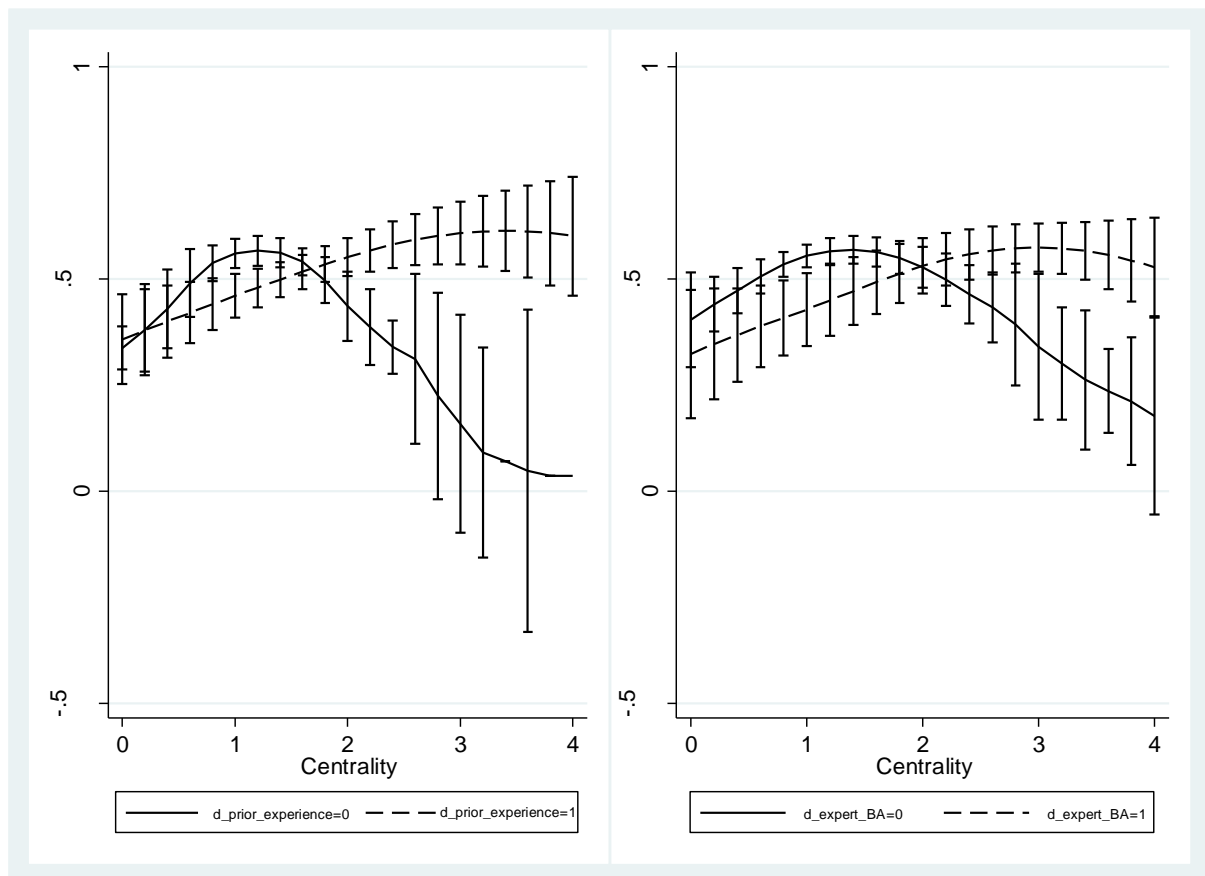 1
.5
0
-.5
0 1 2 3 4
Centrality
d_prior_experience=0 d_prior_experience=1
1
.5
0
-.5
0 1 2 3 4
Centrality
d_expert_BA=0 d_expert_BA=1